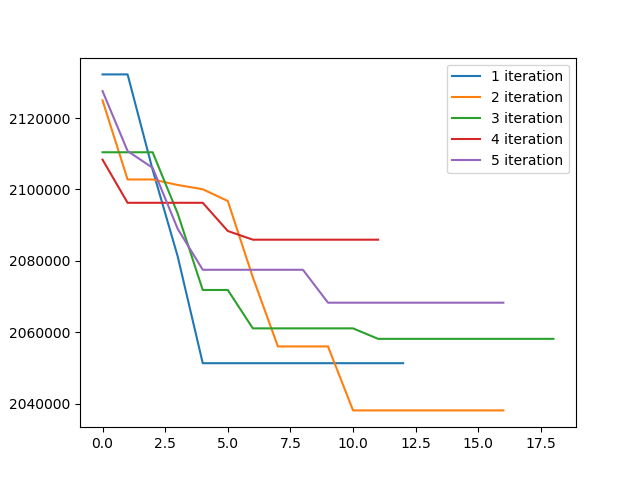 1 iteration
2 iteration
3 iteration
4 iteration
5 iteration
2120000
2100000
2080000
2060000
2040000
0.0 2.5 5.0 7.5 10.0 12.5 15.0 17.5